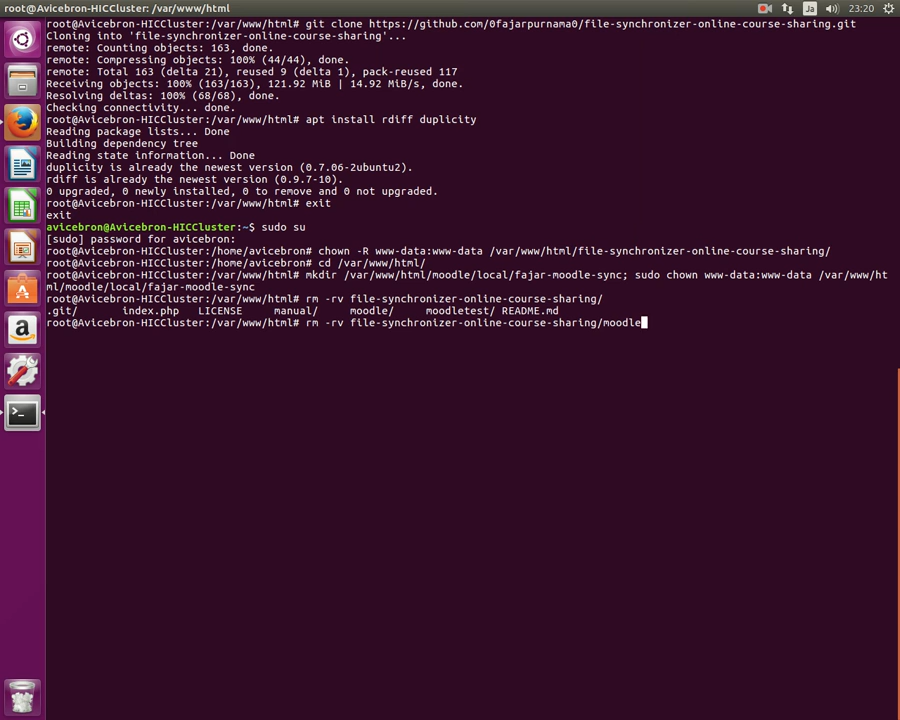 root@Avicebron-HICCluster: /var/www/html
Ja
23:20
root@Avicebron-HICCluster:/var/www/html# git clone https://github.com/0fajarpurnama0/file-synchronizer-online-course-sharing.git
Cloning into 'file-synchronizer-online-course-sharing'...
remote: Counting objects: 163, done.
remote: Compressing objects: 100% (44/44), done.
remote: Total 163 (delta 21), reused 9 (delta 1), pack-reused 117
Receiving objects: 100% (163/163), 121.92 MiB | 14.92 MiB/s, done.
Resolving deltas: 100% (68/68), done.
Checking connectivity... done.
root@Avicebron-HICCluster:/var/www/html# apt install rdiff duplicity
Reading package lists... Done
Building dependency tree
Reading state information... Done
duplicity is already the newest version (0.7.06-2ubuntu2).
rdiff is already the newest version (0.9.7-10).
0 upgraded, 0 newly installed, 0 to remove and 0 not upgraded.
root@Avicebron-HICCluster:/var/www/html# exit
exit
avicebron@Avicebron-HICCluster:~$ sudo su
[sudo] password for avicebron:
root@Avicebron-HICCluster:/home/avicebron# chown -R www-data:www-data /var/www/html/file-synchronizer-online-course-sharing/
root@Avicebron-HICCluster:/home/avicebron# cd /var/www/html/
root@Avicebron-HICCluster:/var/www/html# mkdir /var/www/html/moodle/local/fajar-moodle-sync; sudo chown www-data:www-data /var/www/ht
ml/moodle/local/fajar-moodle-sync
root@Avicebron-HICCluster:/var/www/html# rm -rv file-synchronizer-online-course-sharing/
.git/ index.php LICENSE manual/ moodle/ moodletest/ README.md
root@Avicebron-HICCluster:/var/www/html# rm -rv file-synchronizer-online-course-sharing/moodle